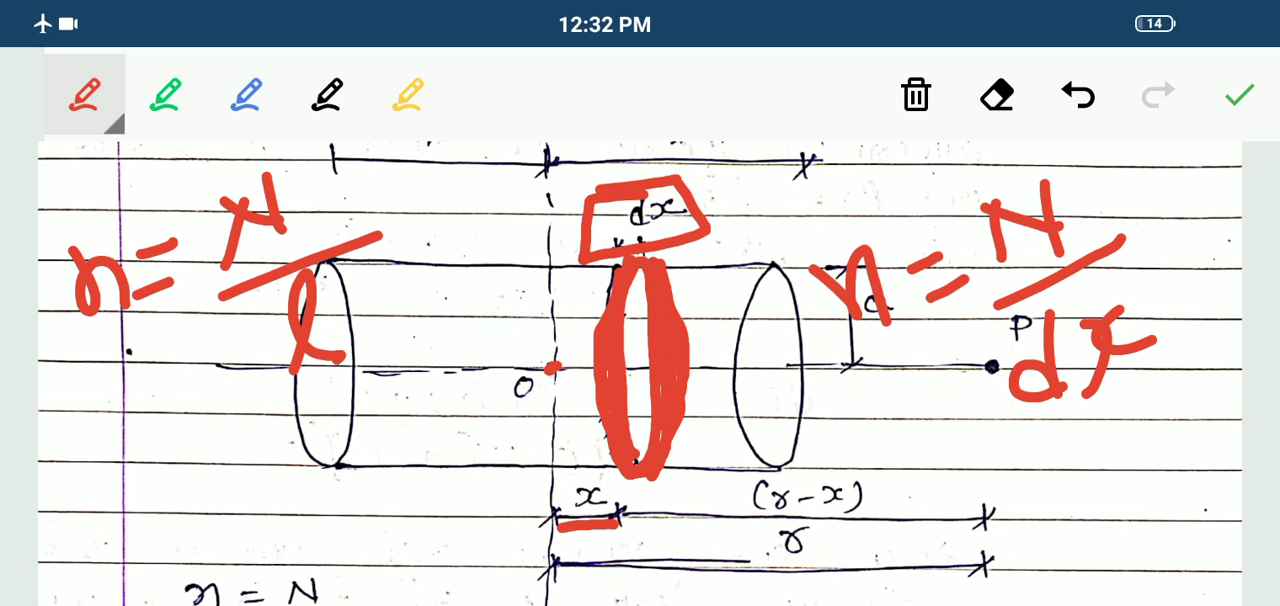 12:32 PM
14
dx
n = N/l
n = N/dx
a
P
O
x
(r-x)
r
n = N